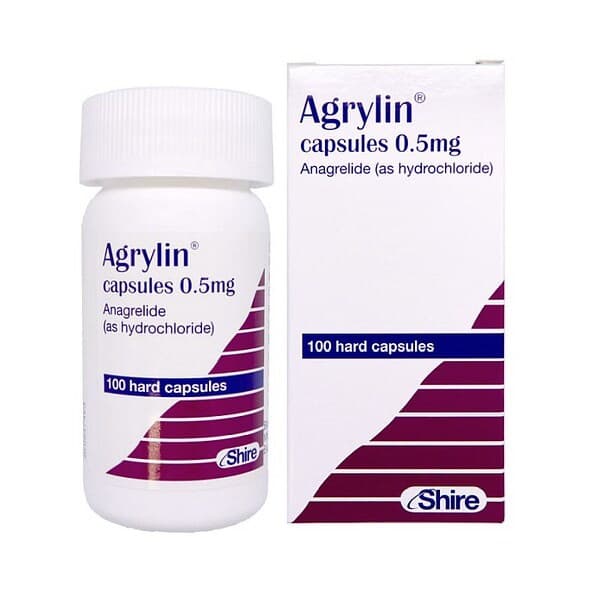 Agrylin®
capsules 0.5mg
Anagrelide
(as hydrochloride)
100 hard capsules
Shire
Agrylin®
capsules 0.5mg
Anagrelide (as hydrochloride)
100 hard capsules
Shire